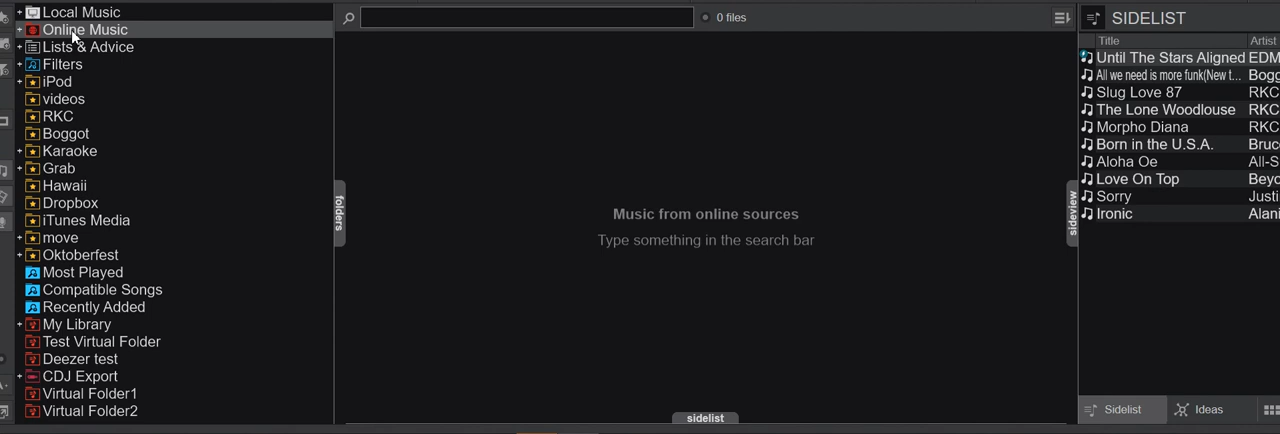 Local Music
Online Music
Lists & Advice
Filters
iPod
videos
RKC
Boggot
Karaoke
Grab
Hawaii
Dropbox
iTunes Media
move
Oktoberfest
Most Played
Compatible Songs
Recently Added
My Library
Test Virtual Folder
Deezer test
CDJ Export
Virtual Folder1
Virtual Folder2
folders
0 files
Music from online sources
Type something in the search bar
sidelist
sideview
SIDELIST
Title Artist
Until The Stars Aligned EDM
All we need is more funk(New t... Bogg
Slug Love 87 RKC
The Lone Woodlouse RKC
Morpho Diana RKC
Born in the U.S.A. Bruc
Aloha Oe All-S
Love On Top Beyo
Sorry Justi
Ironic Alani
Sidelist Ideas